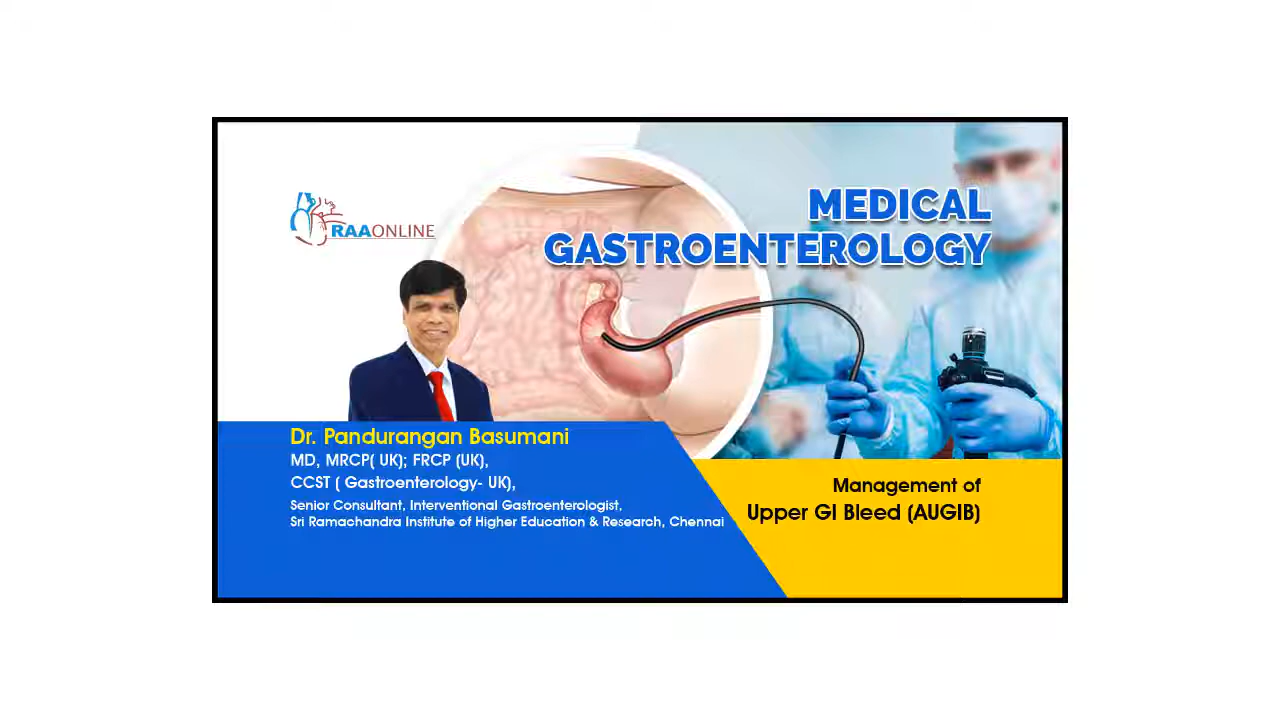 RAAONLINE
MEDICAL
GASTROENTEROLOGY
Dr. Pandurangan Basumani
MD, MRCP( UK); FRCP (UK),
CCST ( Gastroenterology- UK),
Senior Consultant, Interventional Gastroenterologist,
Sri Ramachandra Institute of Higher Education & Research, Chennai
Management of
Upper GI Bleed (AUGIB)